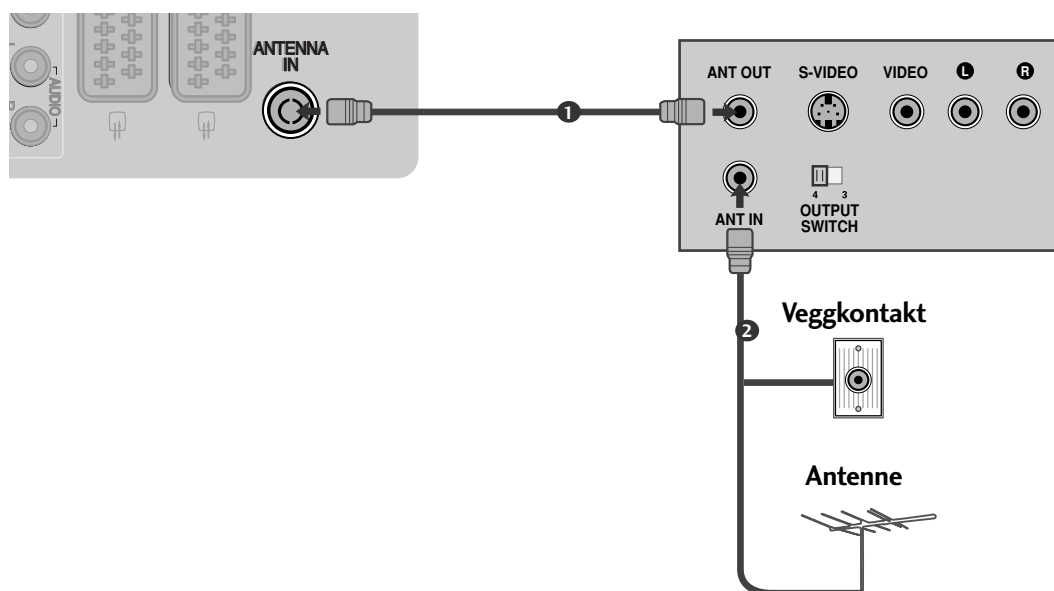 ANTENNA
IN
AUDIO
R
1
ANT OUT
S-VIDEO
VIDEO
L
R
4
3
OUTPUT
SWITCH
ANT IN
2
Veggkontakt
Antenne